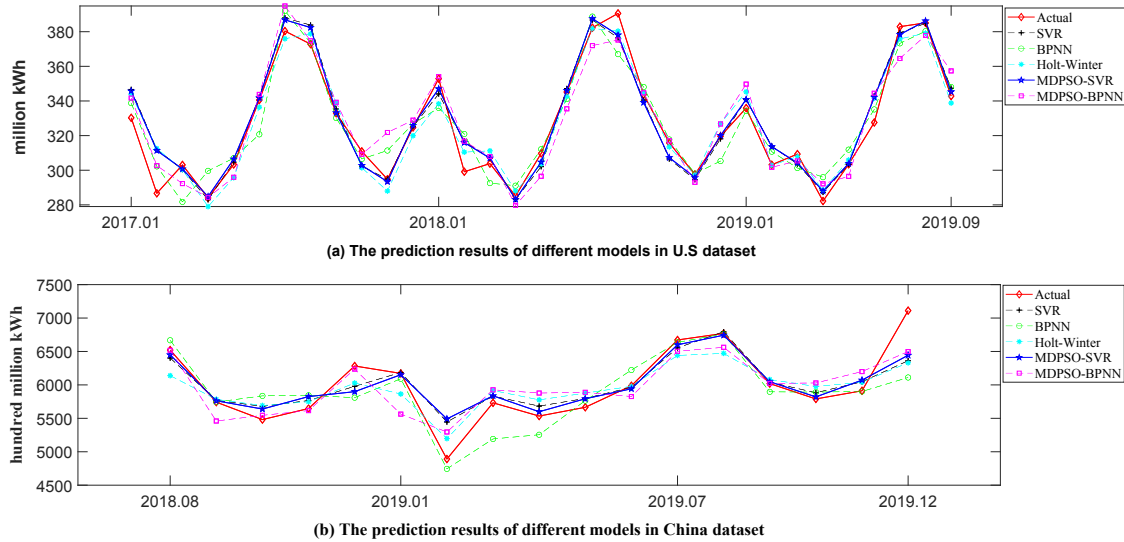 380
360
340
320
300
280
million kWh
2017.01
2018.01
2019.01
2019.09
Actual
SVR
BPNN
Holt-Winter
MDPSO-SVR
MDPSO-BPNN
(a) The prediction results of different models in U.S dataset
7500
7000
6500
6000
5500
5000
4500
hundred million kWh
2018.08
2019.01
2019.07
2019.12
Actual
SVR
BPNN
Holt-Winter
MDPSO-SVR
MDPSO-BPNN
(b) The prediction results of different models in China dataset